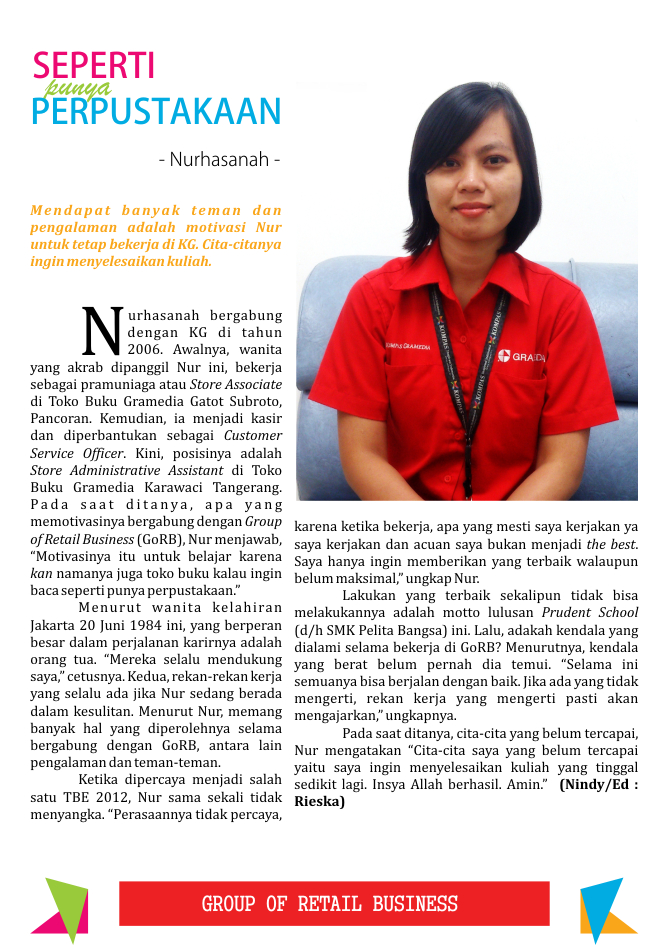 SEPERTI
punya
PERPUSTAKAAN
- Nurhasanah -
Mendapat banyak teman dan
pengalaman adalah motivasi Nur
untuk tetap bekerja di KG. Cita-citanya
ingin menyelesaikan kuliah.
Nurhasanah bergabung
dengan KG di tahun
2006. Awalnya, wanita
yang akrab dipanggil Nur ini, bekerja
sebagai pramuniaga atau Store Associate
di Toko Buku Gramedia Gatot Subroto,
Pancoran. Kemudian, ia menjadi kasir
dan diperbantukan sebagai Customer
Service Officer. Kini, posisinya adalah
Store Administrative Assistant di Toko
Buku Gramedia Karawaci Tangerang.
Pada saat ditanya, apa yang
memotivasinya bergabung dengan Group
of Retail Business (GoRB), Nur menjawab,
“Motivasinya itu untuk belajar karena
kan namanya juga toko buku kalau ingin
baca seperti punya perpustakaan.”
Menurut wanita kelahiran
Jakarta 20 Juni 1984 ini, yang berperan
besar dalam perjalanan karirnya adalah
orang tua. “Mereka selalu mendukung
saya,” cetusnya. Kedua, rekan-rekan kerja
yang selalu ada jika Nur sedang berada
dalam kesulitan. Menurut Nur, memang
banyak hal yang diperolehnya selama
bergabung dengan GoRB, antara lain
pengalaman dan teman-teman.
Ketika dipercaya menjadi salah
satu TBE 2012, Nur sama sekali tidak
menyangka. “Perasaannya tidak percaya,
KOMPAS GRAMEDIA
GRAMEDIA
KOMPAS
KOMPAS
karena ketika bekerja, apa yang mesti saya kerjakan ya
saya kerjakan dan acuan saya bukan menjadi the best.
Saya hanya ingin memberikan yang terbaik walaupun
belum maksimal,” ungkap Nur.
Lakukan yang terbaik sekalipun tidak bisa
melakukannya adalah motto lulusan Prudent School
(d/h SMK Pelita Bangsa) ini. Lalu, adakah kendala yang
dialami selama bekerja di GoRB? Menurutnya, kendala
yang berat belum pernah dia temui. “Selama ini
semuanya bisa berjalan dengan baik. Jika ada yang tidak
mengerti, rekan kerja yang mengerti pasti akan
mengajarkan,” ungkapnya.
Pada saat ditanya, cita-cita yang belum tercapai,
Nur mengatakan “Cita-cita saya yang belum tercapai
yaitu saya ingin menyelesaikan kuliah yang tinggal
sedikit lagi. Insya Allah berhasil. Amin.” (Nindy/Ed :
Rieska)
GROUP OF RETAIL BUSINESS